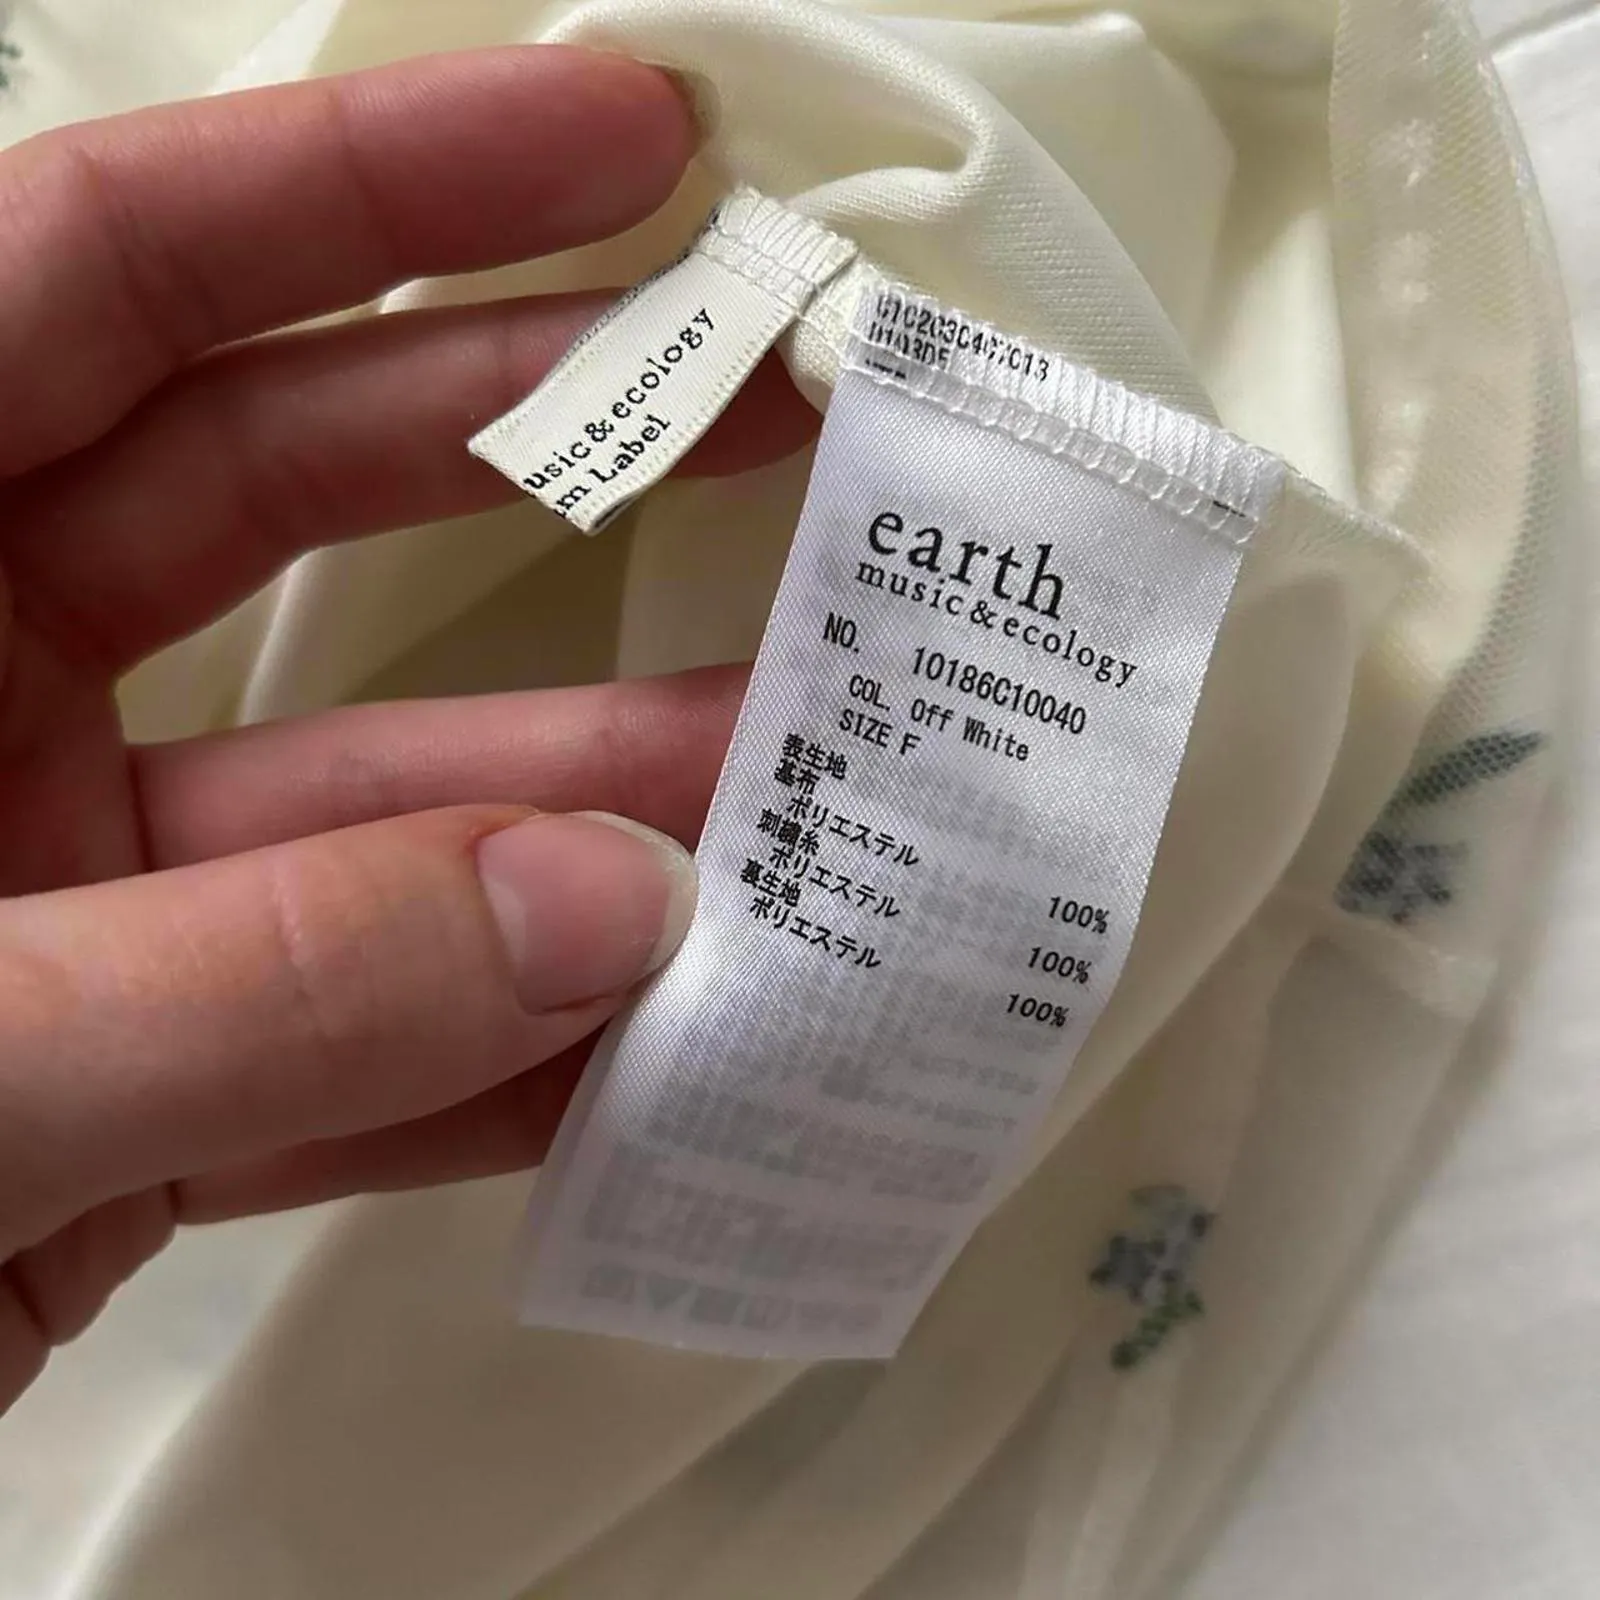 usic&ecology
m Label
C1C2C3C4C7C13
earth
music&ecology
NO. 10186C10040
COL. Off White
SIZE F
表生地
基布
ポリエステル 100%
刺繍糸
ポリエステル 100%
裏生地
ポリエステル 100%